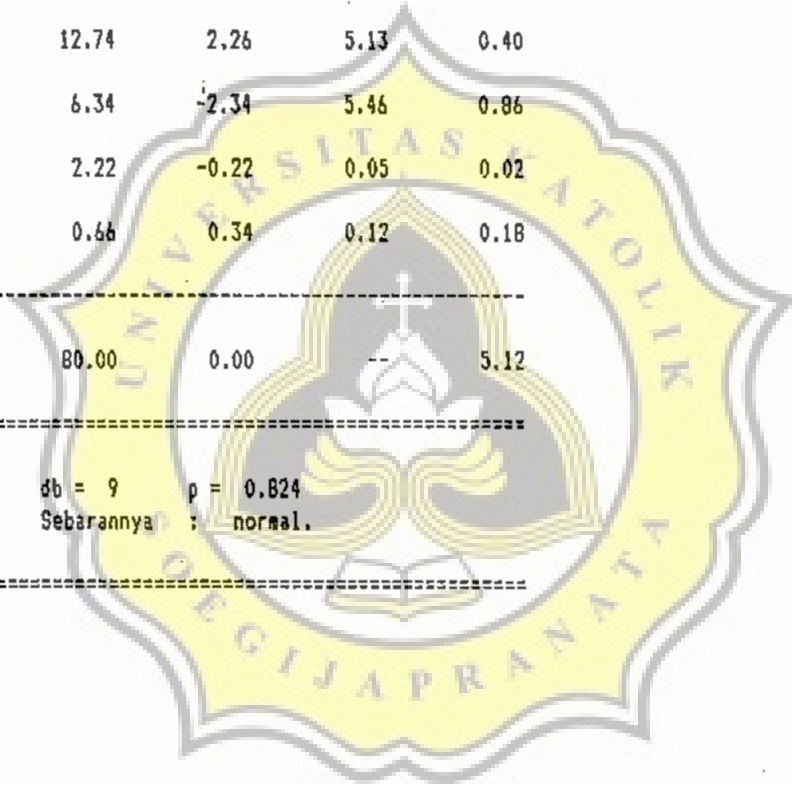 12.74 2.26 5.13 0.40
6.34 -2.34 5.46 0.86
2.22 -0.22 0.05 0.02
0.66 0.34 0.12 0.18
80.00 0.00 -- 5.12
db = 9 p = 0.824
Sebarannya : normal.
UNIVERSITAS KATOLIK
SOEGIJAPRANATA